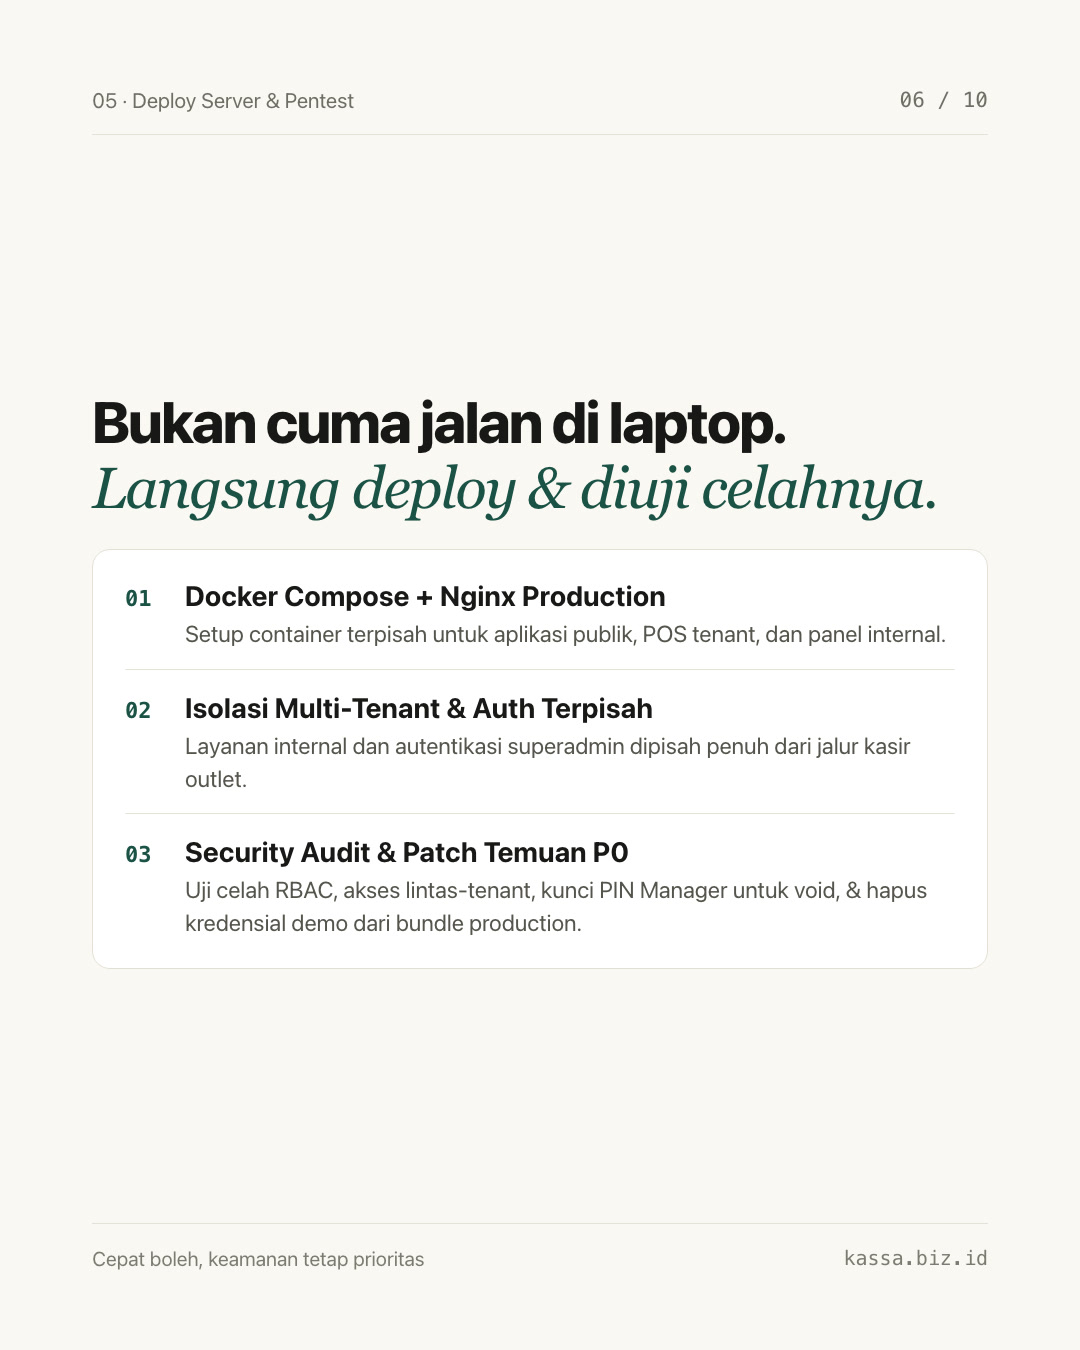 05 · Deploy Server & Pentest
06 / 10
Bukan cuma jalan di laptop.
Langsung deploy & diuji celahnya.
01 Docker Compose + Nginx Production
Setup container terpisah untuk aplikasi publik, POS tenant, dan panel internal.
02 Isolasi Multi-Tenant & Auth Terpisah
Layanan internal dan autentikasi superadmin dipisah penuh dari jalur kasir
outlet.
03 Security Audit & Patch Temuan P0
Uji celah RBAC, akses lintas-tenant, kunci PIN Manager untuk void, & hapus
kredensial demo dari bundle production.
Cepat boleh, keamanan tetap prioritas
kassa.biz.id